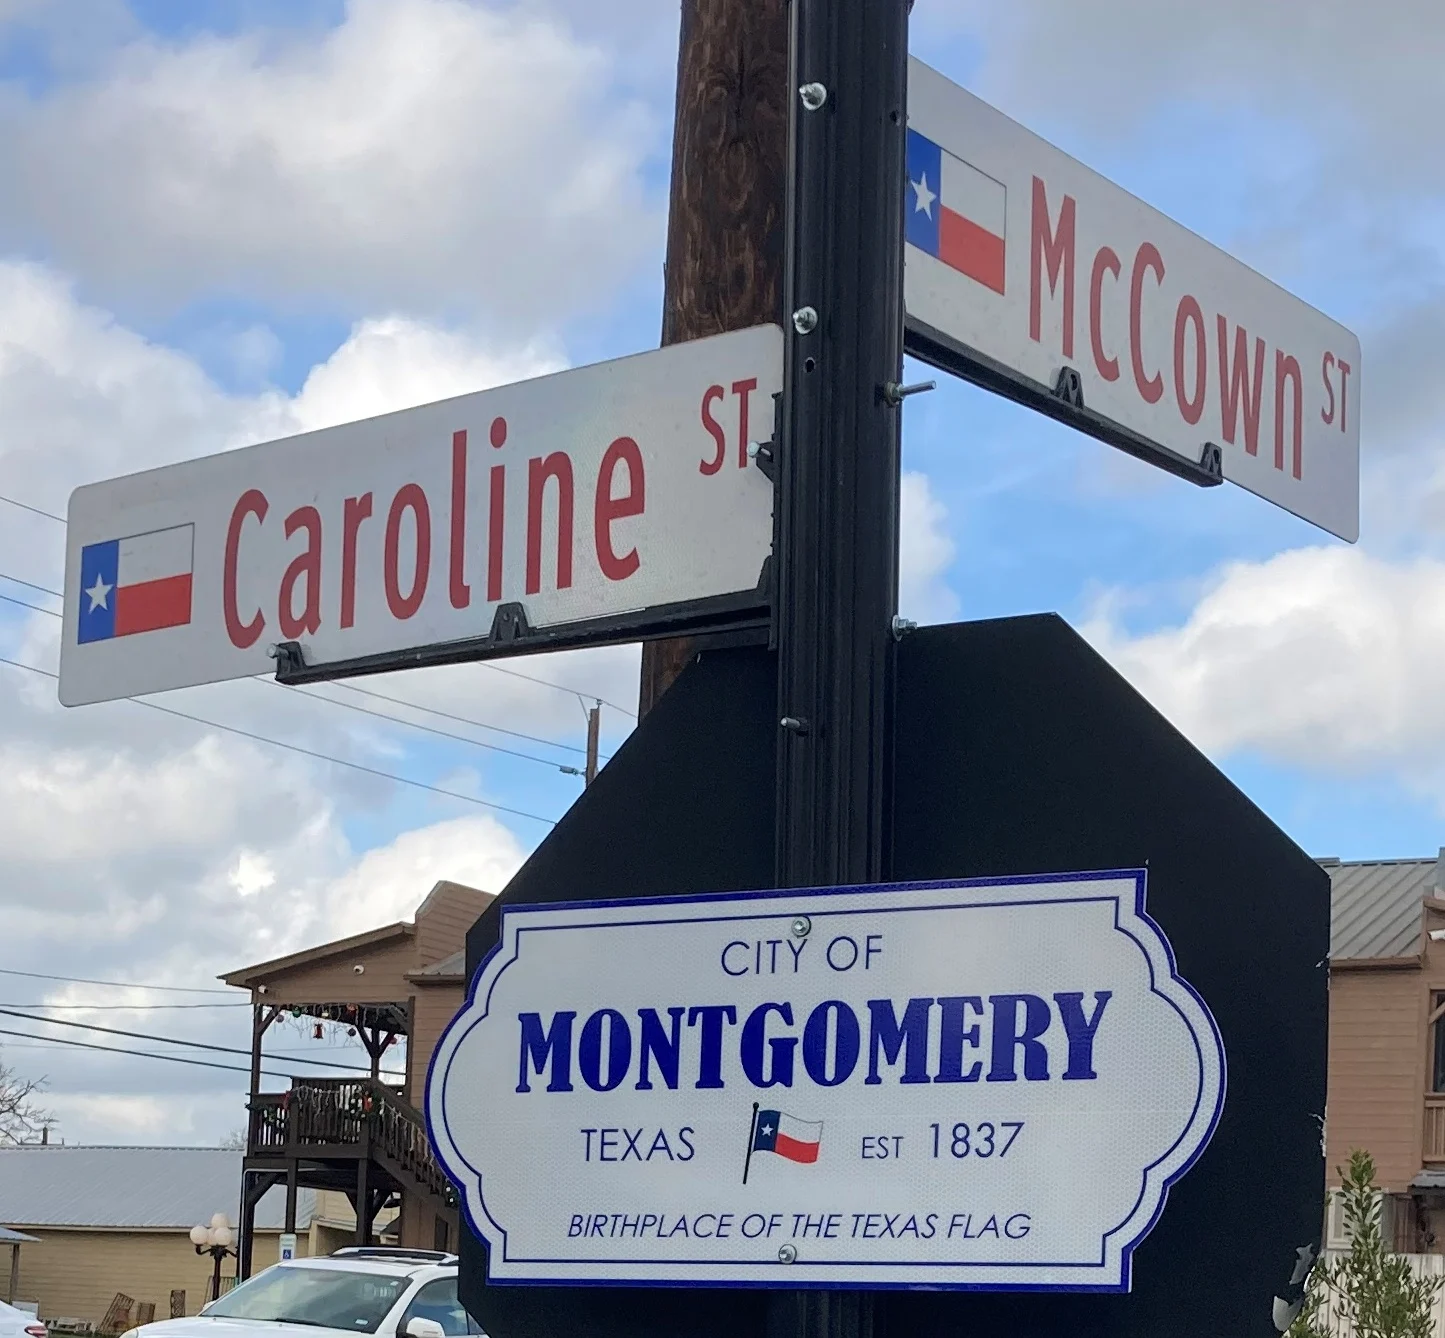 McCown ST
Caroline ST
CITY OF
MONTGOMERY
TEXAS EST 1837
BIRTHPLACE OF THE TEXAS FLAG